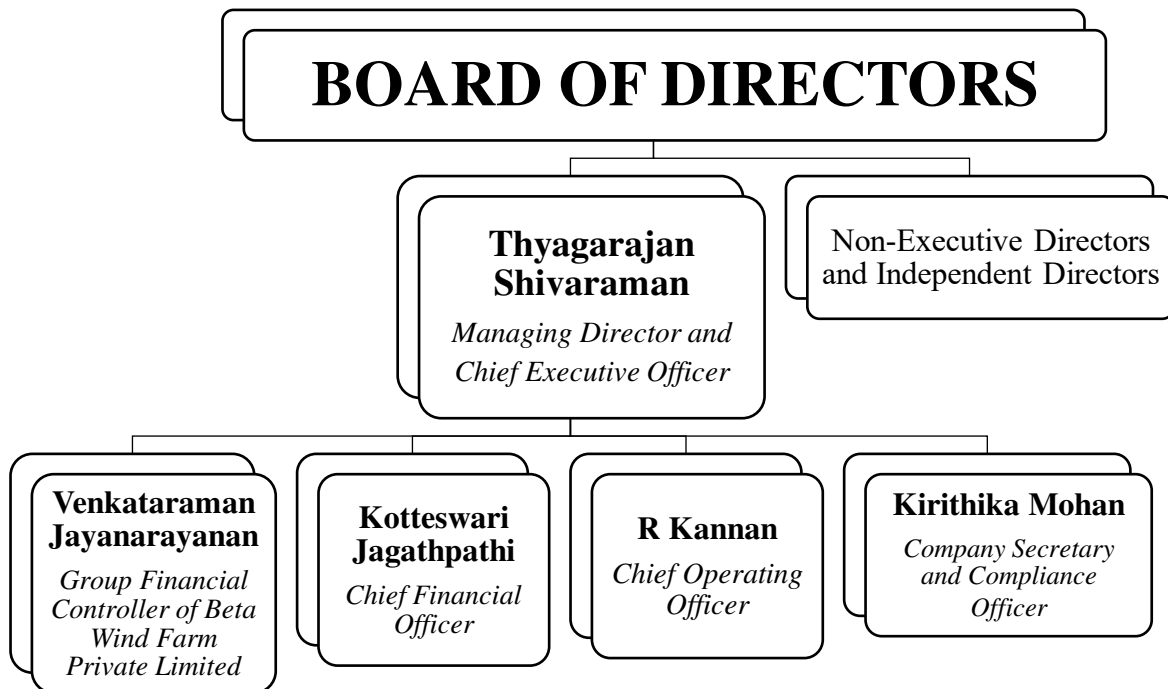 BOARD OF DIRECTORS
Thyagarajan
Shivaraman
Managing Director and
Chief Executive Officer
Non-Executive Directors
and Independent Directors
Venkataraman
Jayanarayanan
Group Financial
Controller of Beta
Wind Farm
Private Limited
Kotteswari
Jagathpathi
Chief Financial
Officer
R Kannan
Chief Operating
Officer
Kirithika Mohan
Company Secretary
and Compliance
Officer